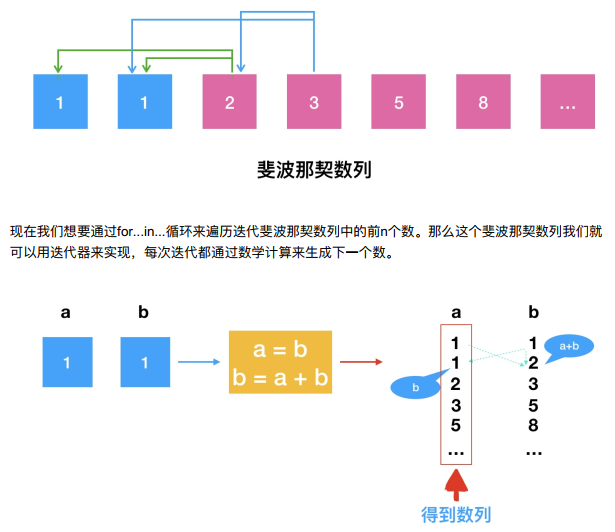 1 1 2 3 5 8 ...
斐波那契数列
现在我们想要通过for...in...循环来遍历迭代斐波那契数列中的前n个数。那么这个斐波那契数列我们就
可以用迭代器来实现，每次迭代都通过数学计算来生成下一个数。
a b
1 1
a = b
b = a + b
a b
1 1
a+b
1 2
b
2 3
3 5
5 8
... ...
得到数列